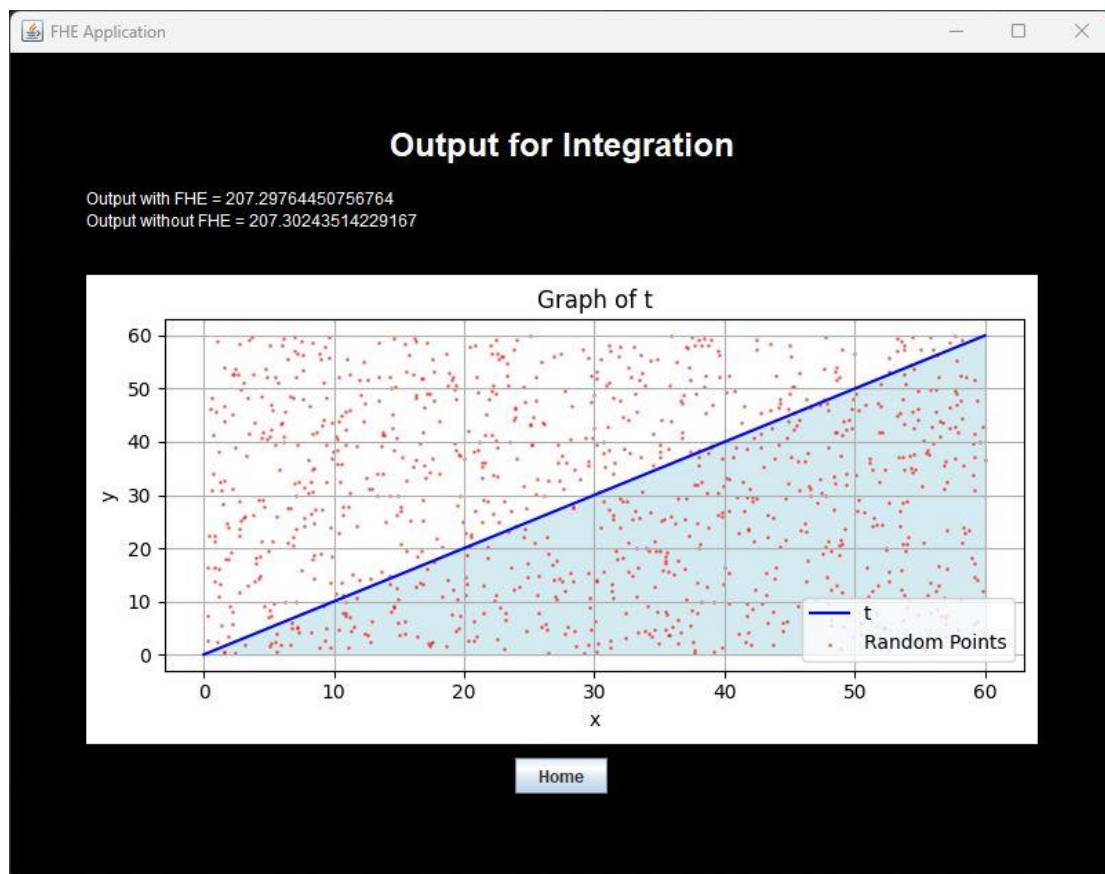 FHE Application
Output for Integration
Output with FHE = 207.29764450756764
Output without FHE = 207.30243514229167
Graph of t
60
50
40
30
20
10
0
y
t
Random Points
0 10 20 30 40 50 60
x
Home